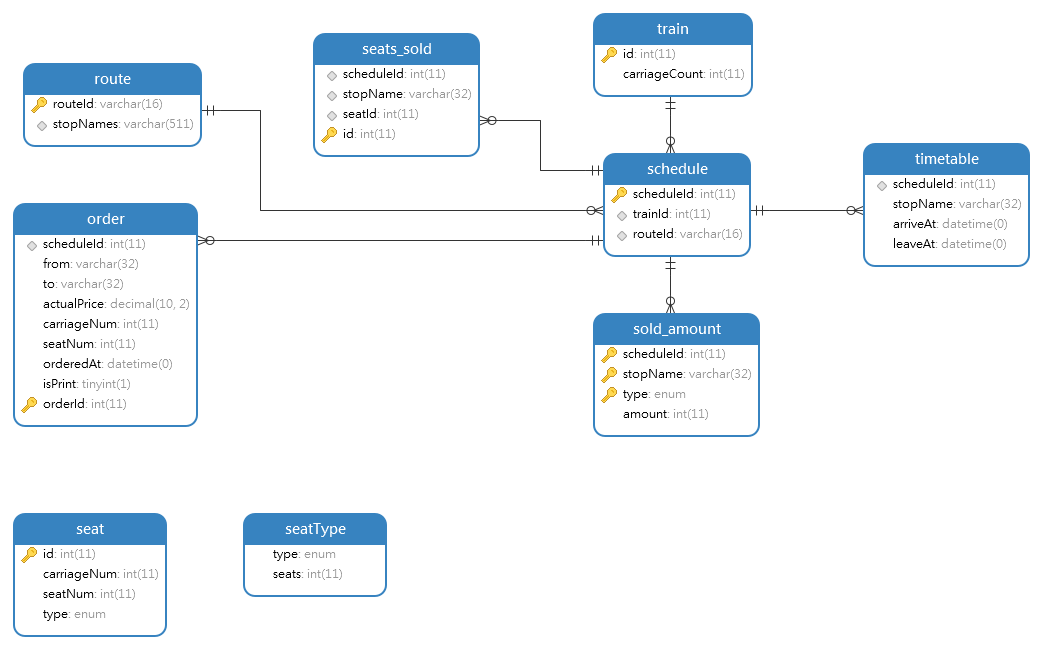 route
routeId: varchar(16)
stopNames: varchar(511)
seats_sold
scheduleId: int(11)
stopName: varchar(32)
seatId: int(11)
id: int(11)
train
id: int(11)
carriageCount: int(11)
schedule
scheduleId: int(11)
trainId: int(11)
routeId: varchar(16)
timetable
scheduleId: int(11)
stopName: varchar(32)
arriveAt: datetime(0)
leaveAt: datetime(0)
order
scheduleId: int(11)
from: varchar(32)
to: varchar(32)
actualPrice: decimal(10, 2)
carriageNum: int(11)
seatNum: int(11)
orderedAt: datetime(0)
isPrint: tinyint(1)
orderId: int(11)
sold_amount
scheduleId: int(11)
stopName: varchar(32)
type: enum
amount: int(11)
seat
id: int(11)
carriageNum: int(11)
seatNum: int(11)
type: enum
seatType
type: enum
seats: int(11)